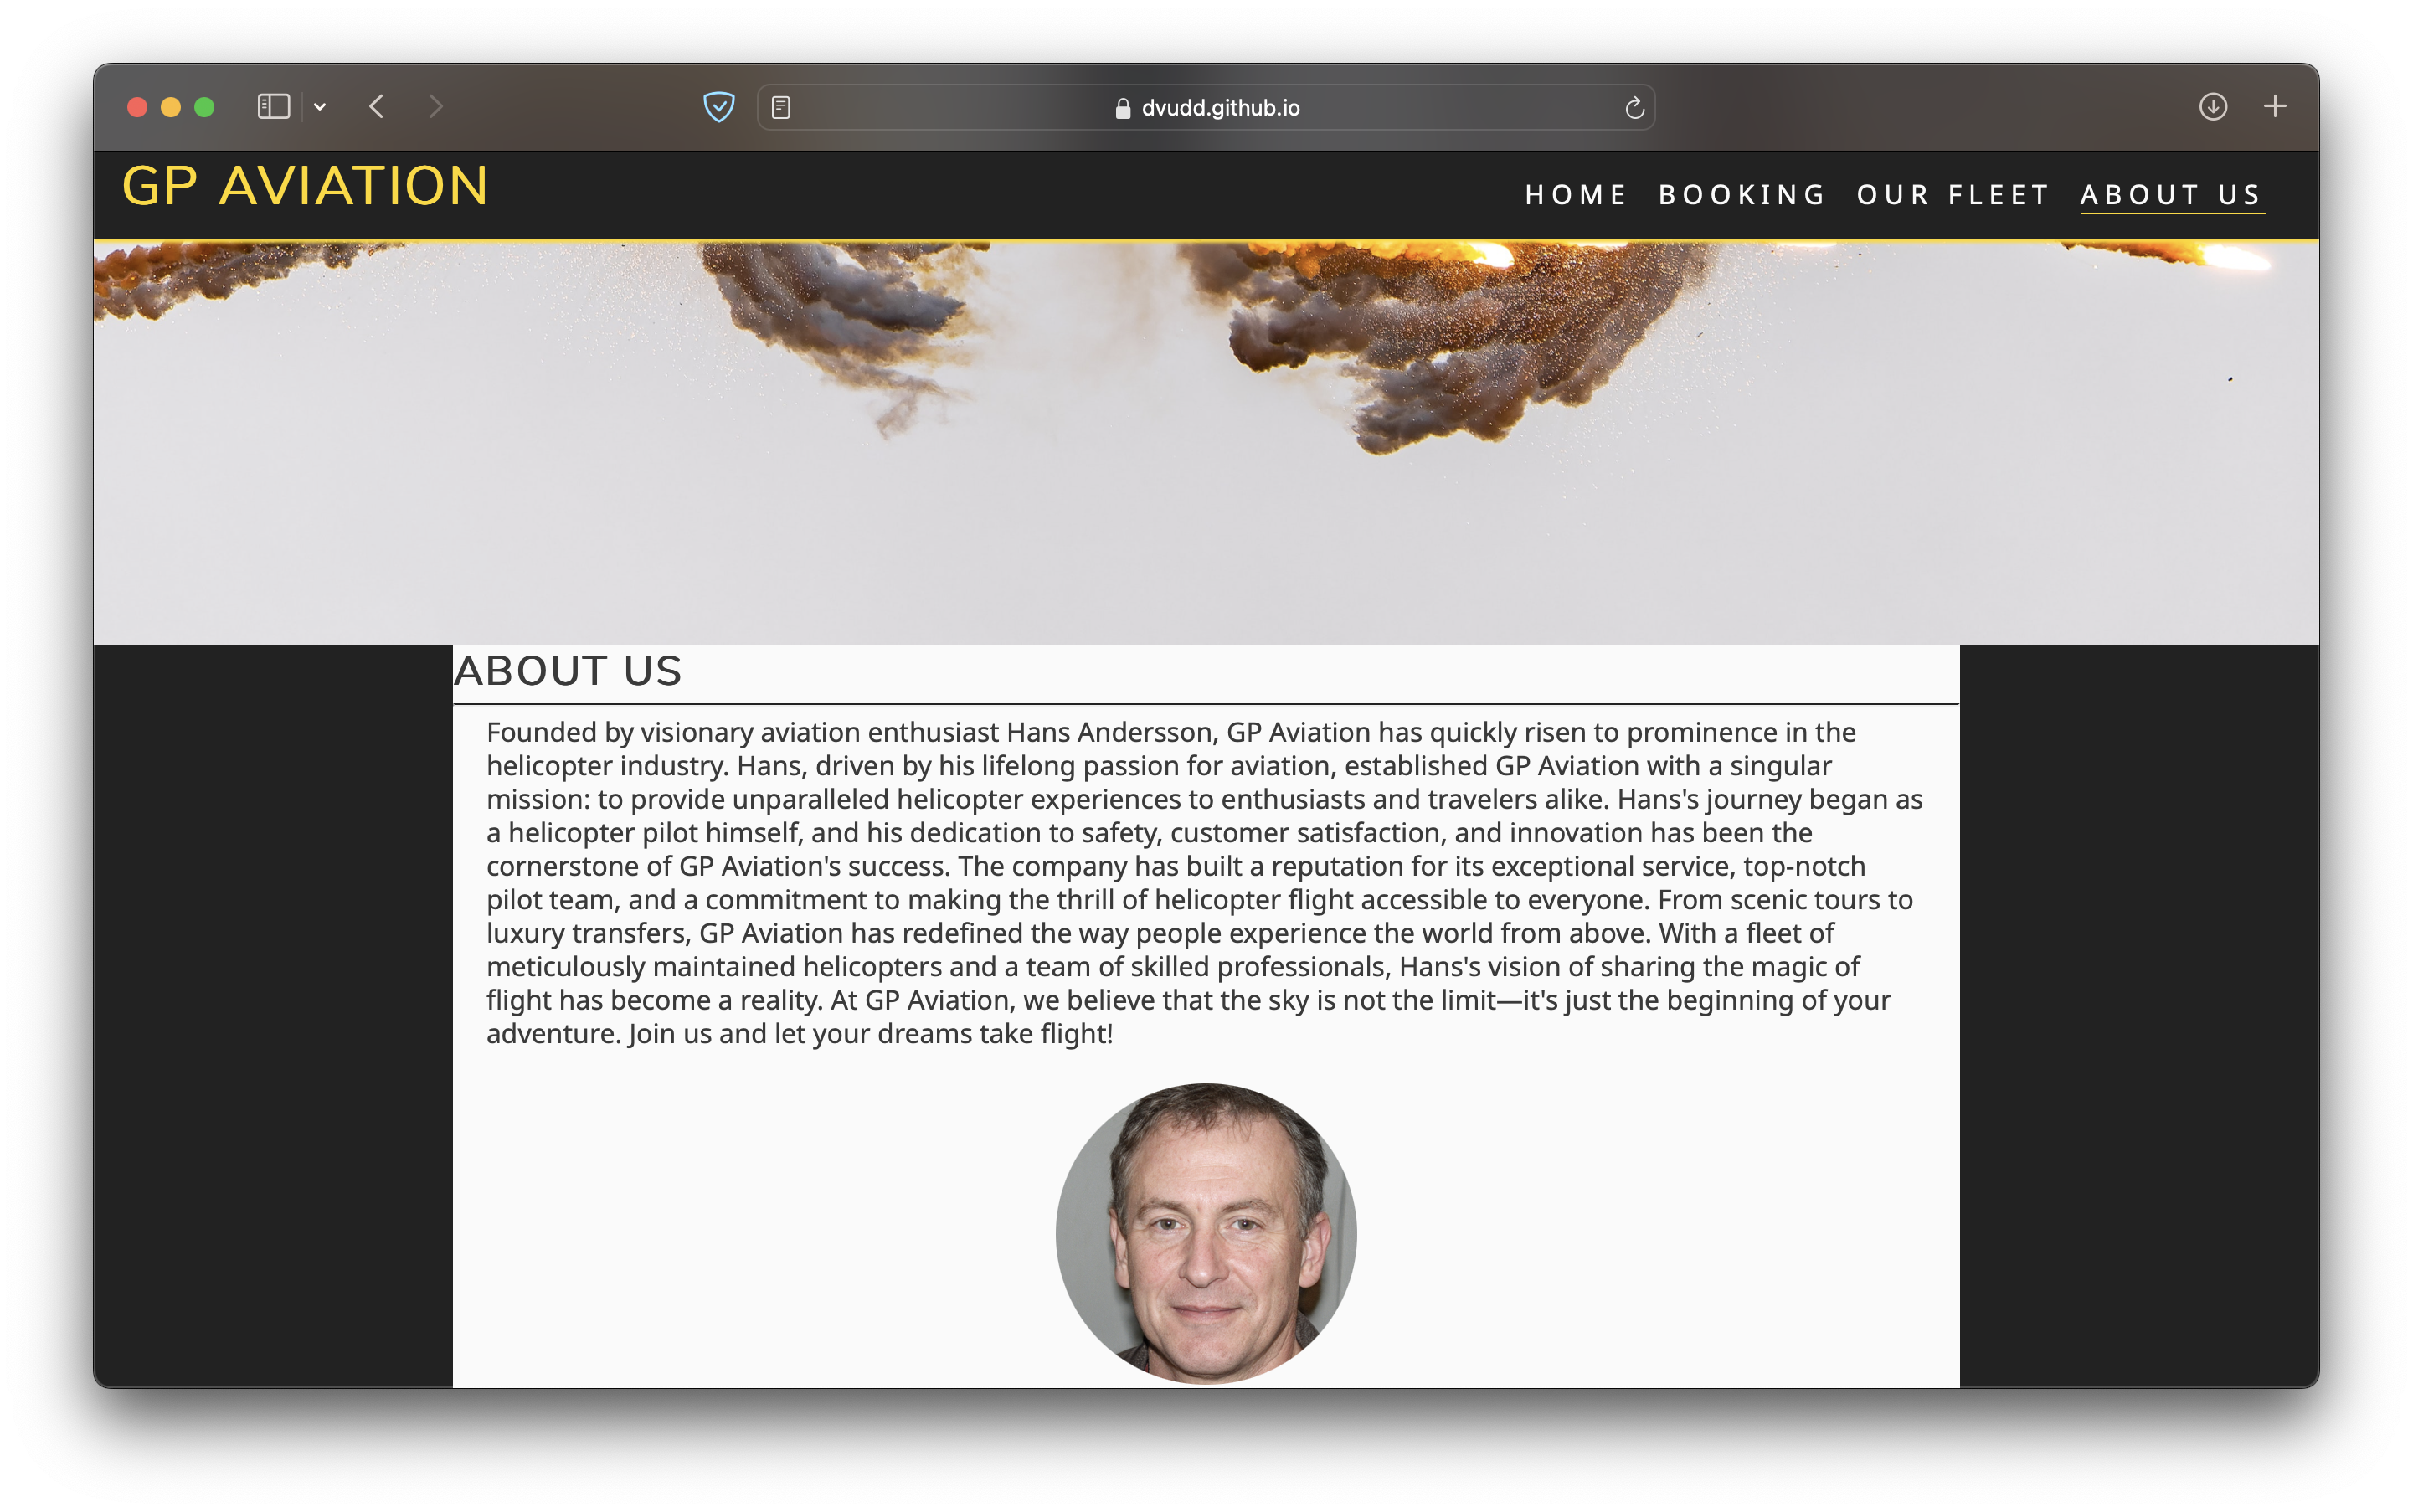 dvudd.github.io
GP AVIATION
HOME BOOKING OUR FLEET ABOUT US
ABOUT US
Founded by visionary aviation enthusiast Hans Andersson, GP Aviation has quickly risen to prominence in the
helicopter industry. Hans, driven by his lifelong passion for aviation, established GP Aviation with a singular
mission: to provide unparalleled helicopter experiences to enthusiasts and travelers alike. Hans's journey began as
a helicopter pilot himself, and his dedication to safety, customer satisfaction, and innovation has been the
cornerstone of GP Aviation's success. The company has built a reputation for its exceptional service, top-notch
pilot team, and a commitment to making the thrill of helicopter flight accessible to everyone. From scenic tours to
luxury transfers, GP Aviation has redefined the way people experience the world from above. With a fleet of
meticulously maintained helicopters and a team of skilled professionals, Hans's vision of sharing the magic of
flight has become a reality. At GP Aviation, we believe that the sky is not the limit—it's just the beginning of your
adventure. Join us and let your dreams take flight!